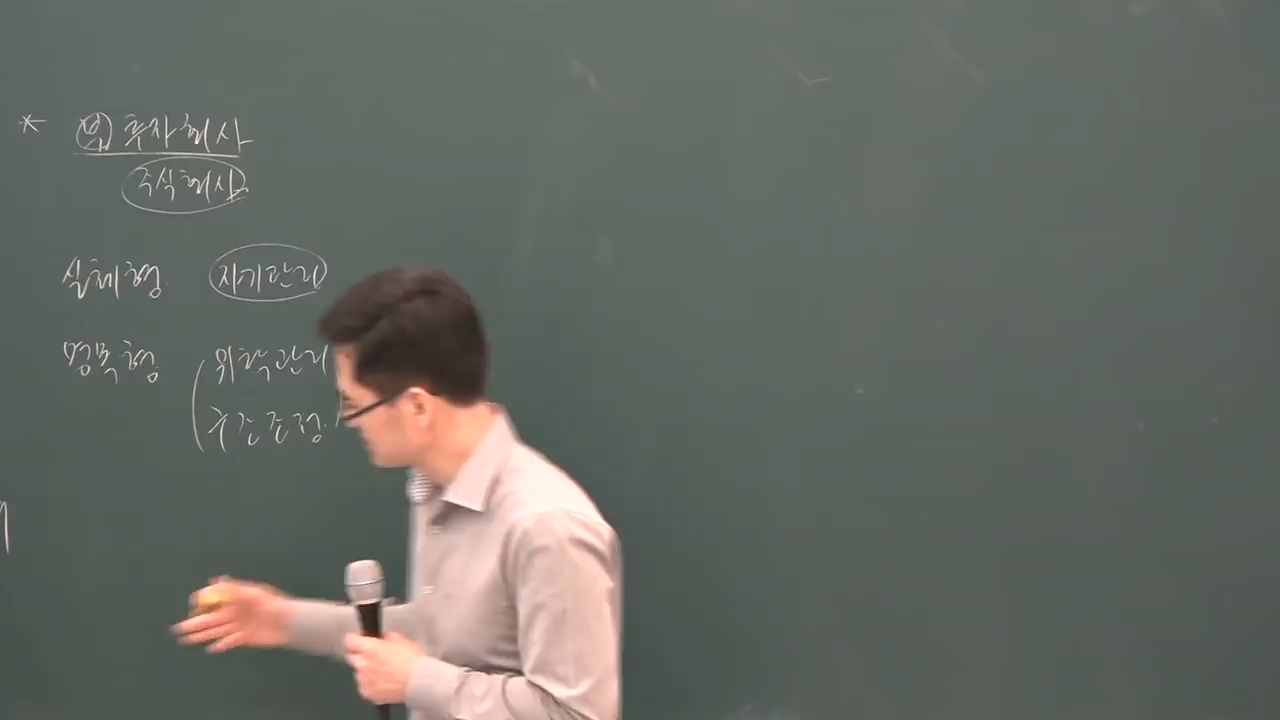 * 투자회사
주식회사
실체형 자기관리
명목형 위탁관리
구조조정